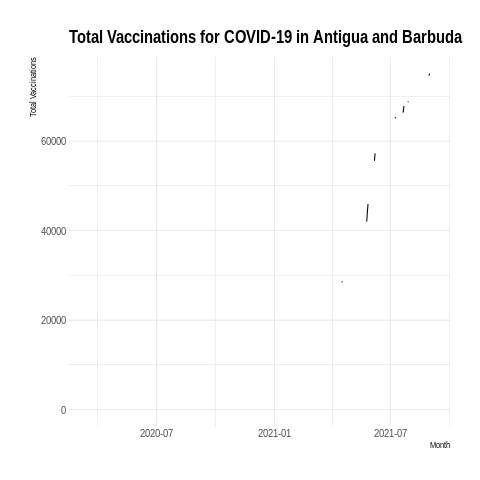 Total Vaccinations for COVID-19 in Antigua and Barbuda
Total Vaccinations
60000
40000
20000
0
2020-07
2021-01
2021-07
Month